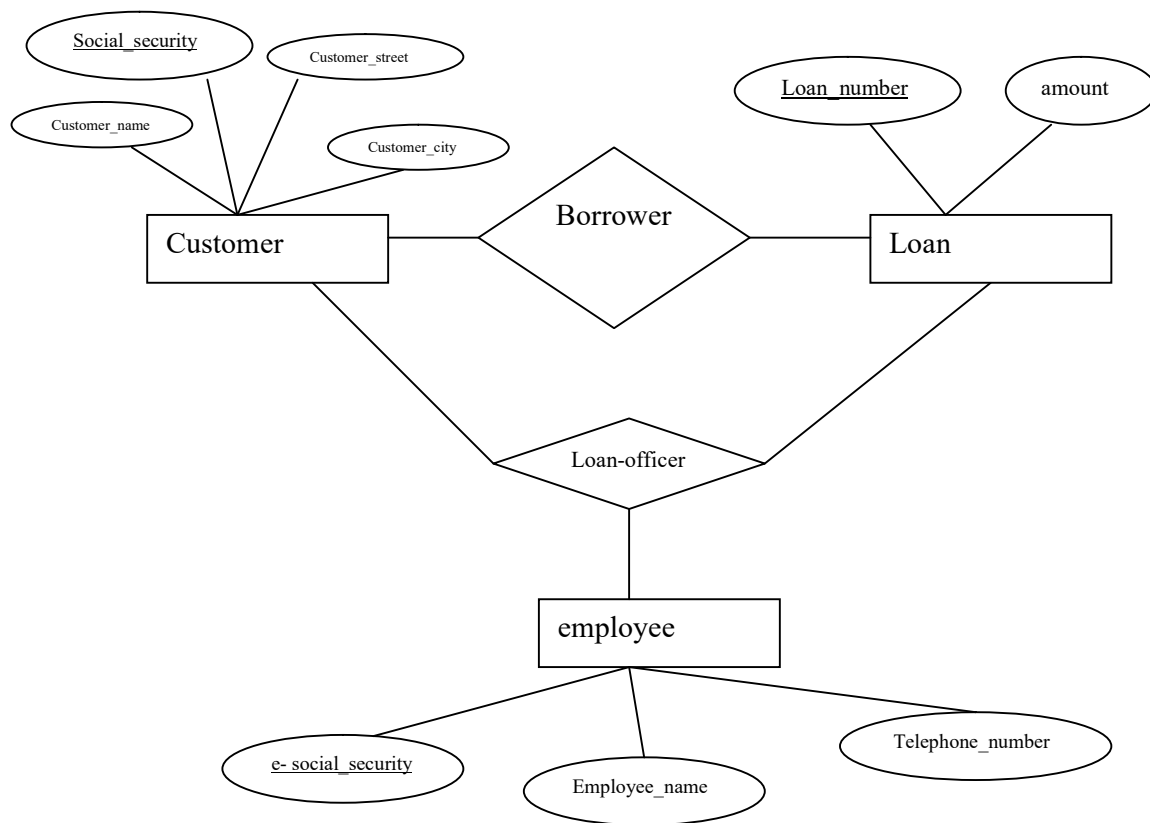 Social_security
Customer_street
Loan_number
amount
Customer_name
Customer_city
Borrower
Customer
Loan
Loan-officer
employee
e- social_security
Employee_name
Telephone_number